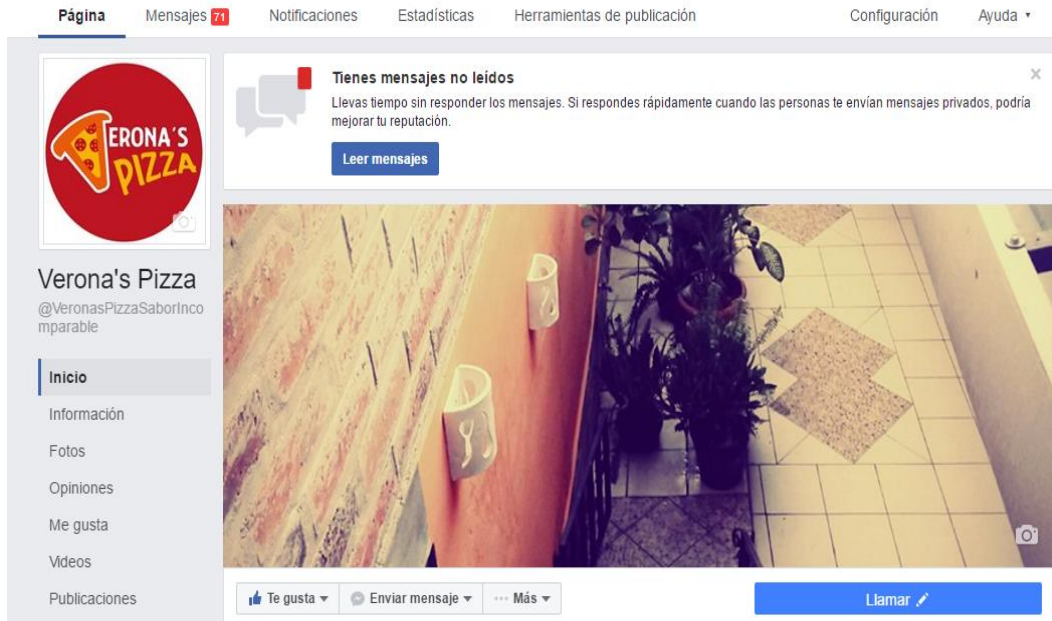 Página Mensajes 71 Notificaciones Estadísticas Herramientas de publicación Configuración Ayuda
Tienes mensajes no leídos
Llevas tiempo sin responder los mensajes. Si respondes rápidamente cuando las personas te envían mensajes privados, podría
mejorar tu reputación.
Leer mensajes
VERONA'S
PIZZA
Verona's Pizza
@VeronasPizzaSaborInco
mparable
Inicio
Información
Fotos
Opiniones
Me gusta
Videos
Publicaciones
Te gusta Enviar mensaje ··· Más Llamar